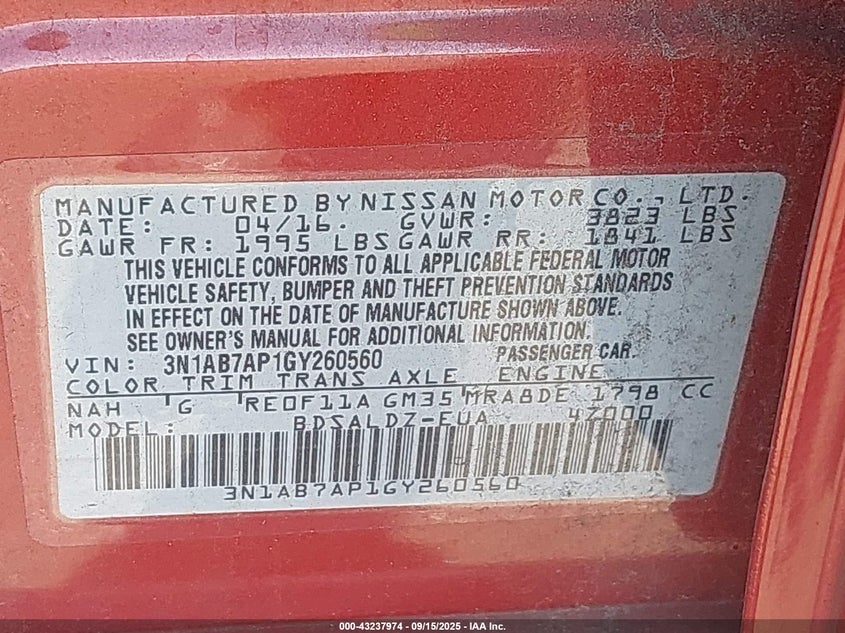 MANUFACTURED BY NISSAN MOTOR CO., LTD.
DATE: 04/16. GVWR: 3823 LBS
GAWR FR: 1995 LBS GAWR RR: 1841 LBS
THIS VEHICLE CONFORMS TO ALL APPLICABLE FEDERAL MOTOR
VEHICLE SAFETY, BUMPER AND THEFT PREVENTION STANDARDS
IN EFFECT ON THE DATE OF MANUFACTURE SHOWN ABOVE.
SEE OWNER'S MANUAL FOR ADDITIONAL INFORMATION.
VIN: 3N1AB7AP1GY260560 PASSENGER CAR.
COLOR TRIM TRANS AXLE ENGINE
NAH G RE0F11A GM35 MRA8DE 1798 CC
MODEL: BDSALDZ-EUA 4Z000
3N1AB7AP1GY260560
000-43237974 - 09/15/2025 - IAA Inc.